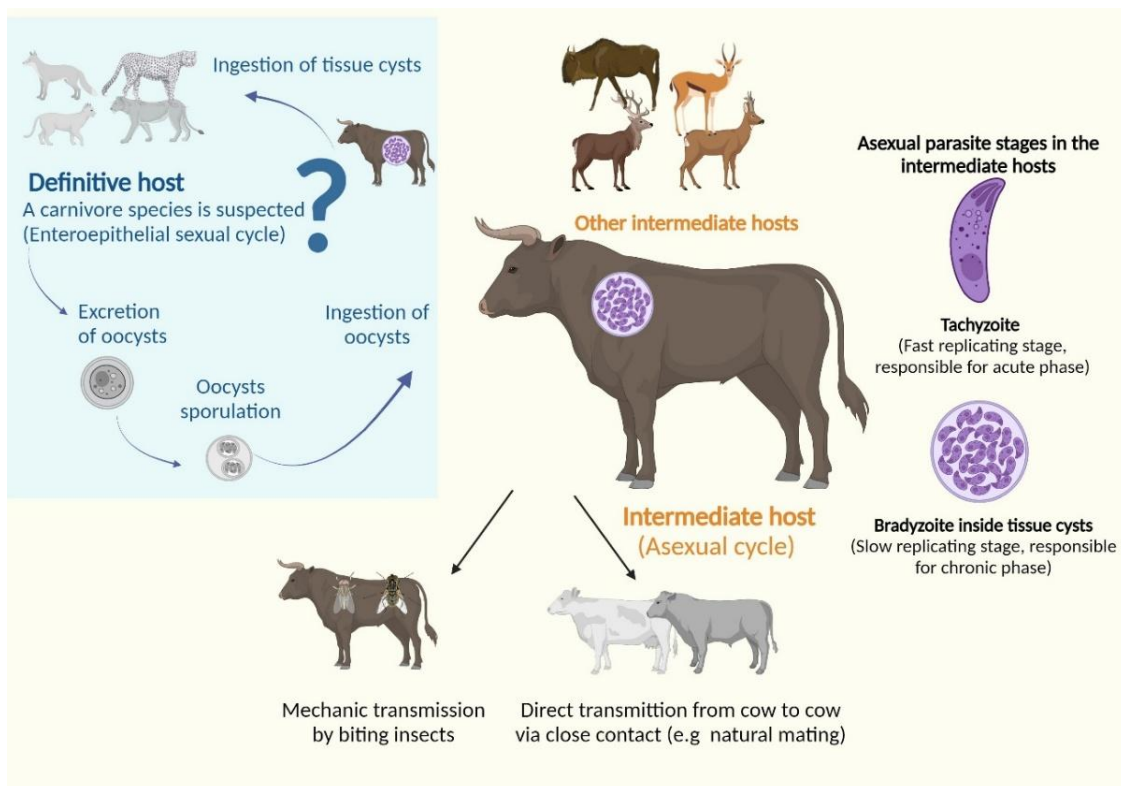 Ingestion of tissue cysts
Definitive host
A carnivore species is suspected
(Enteroepithelial sexual cycle)
?
Excretion
of oocysts
Oocysts
sporulation
Ingestion of
oocysts
Other intermediate hosts
Intermediate host
(Asexual cycle)
Asexual parasite stages in the
intermediate hosts
Tachyzoite
(Fast replicating stage,
responsible for acute phase)
Bradyzoite inside tissue cysts
(Slow replicating stage, responsible
for chronic phase)
Mechanic transmission
by biting insects
Direct transmittion from cow to cow
via close contact (e.g natural mating)